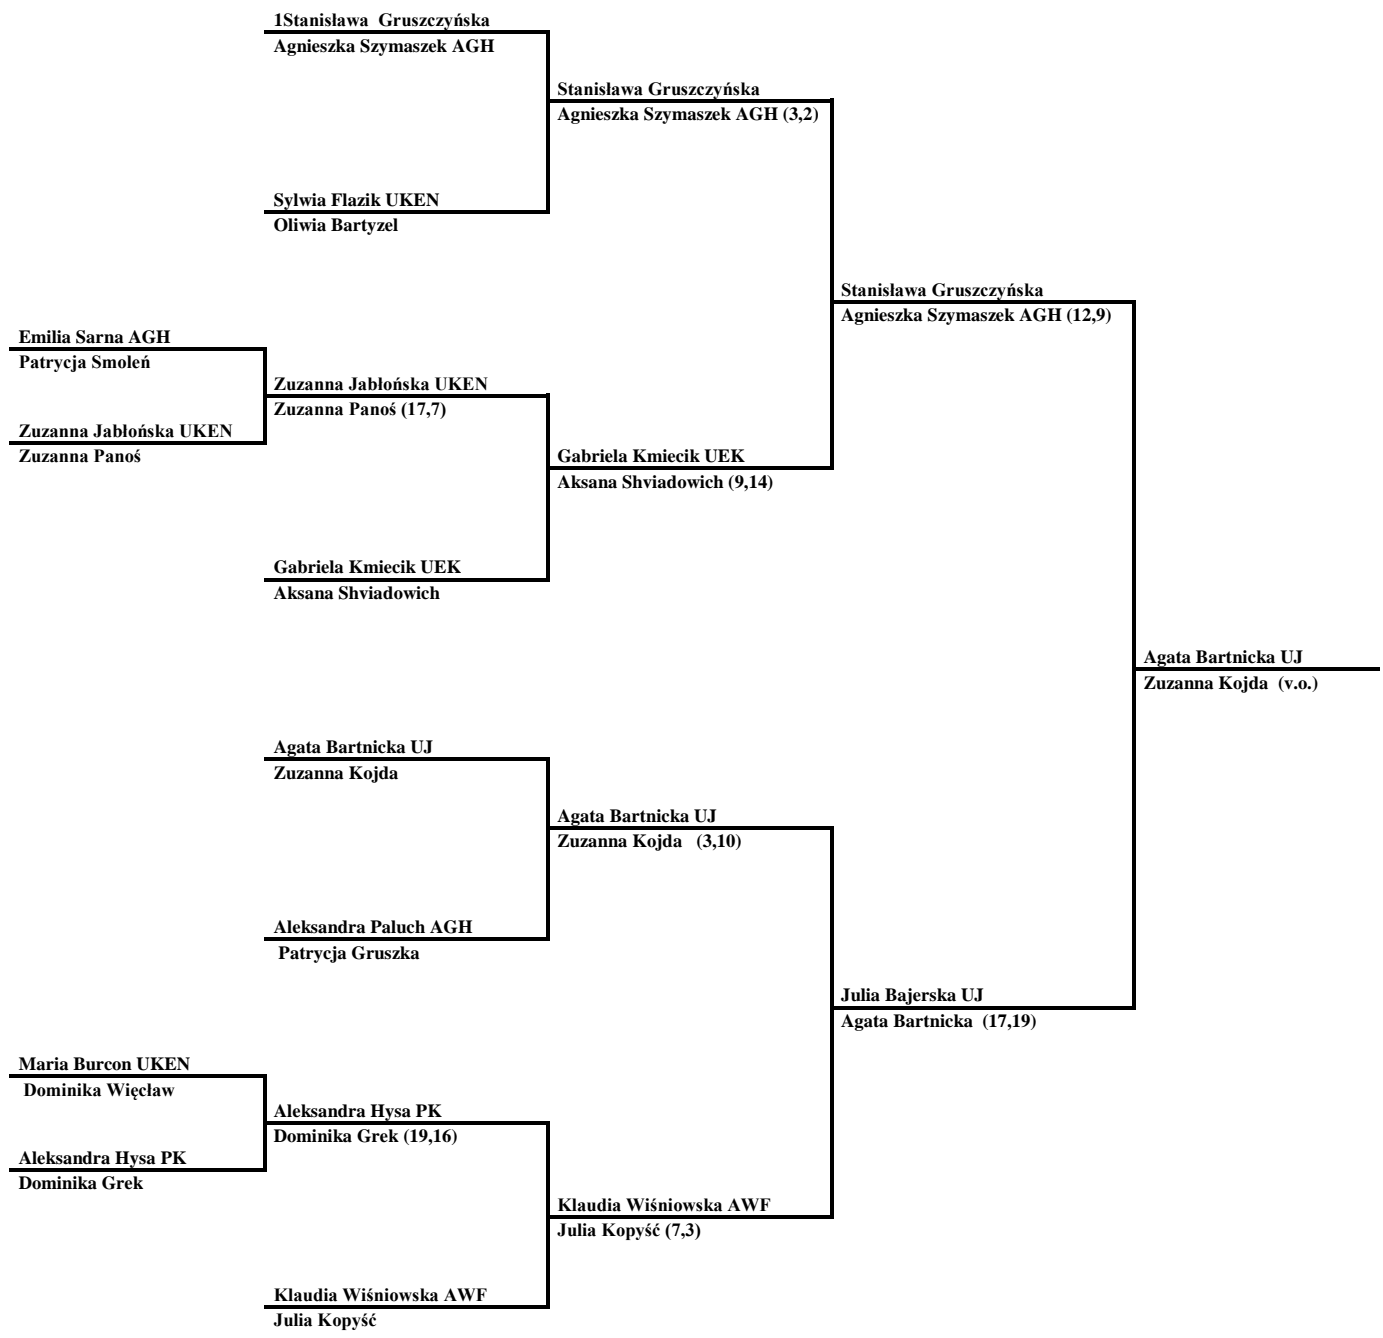 1Stanisława  Gruszczyńska
Agnieszka Szymaszek AGH
Stanisława Gruszczyńska
Agnieszka Szymaszek AGH (3,2)
Sylwia Flazik UKEN
Oliwia Bartyzel
Stanisława Gruszczyńska
Agnieszka Szymaszek AGH (12,9)
Emilia Sarna AGH
Patrycja Smoleń
Zuzanna Jabłońska UKEN
Zuzanna Panoś (17,7)
Zuzanna Jabłońska UKEN
Zuzanna Panoś
Gabriela Kmiecik UEK
Aksana Shviadowich (9,14)
Gabriela Kmiecik UEK
Aksana Shviadowich
Agata Bartnicka UJ
Zuzanna Kojda  (v.o.)
Agata Bartnicka UJ
Zuzanna Kojda
Agata Bartnicka UJ
Zuzanna Kojda   (3,10)
Aleksandra Paluch AGH
Patrycja Gruszka
Julia Bajerska UJ
Agata Bartnicka  (17,19)
Maria Burcon UKEN
Dominika Więcław
Aleksandra Hysa PK
Dominika Grek (19,16)
Aleksandra Hysa PK
Dominika Grek
Klaudia Wiśniowska AWF
Julia Kopyść (7,3)
Klaudia Wiśniowska AWF
Julia Kopyść